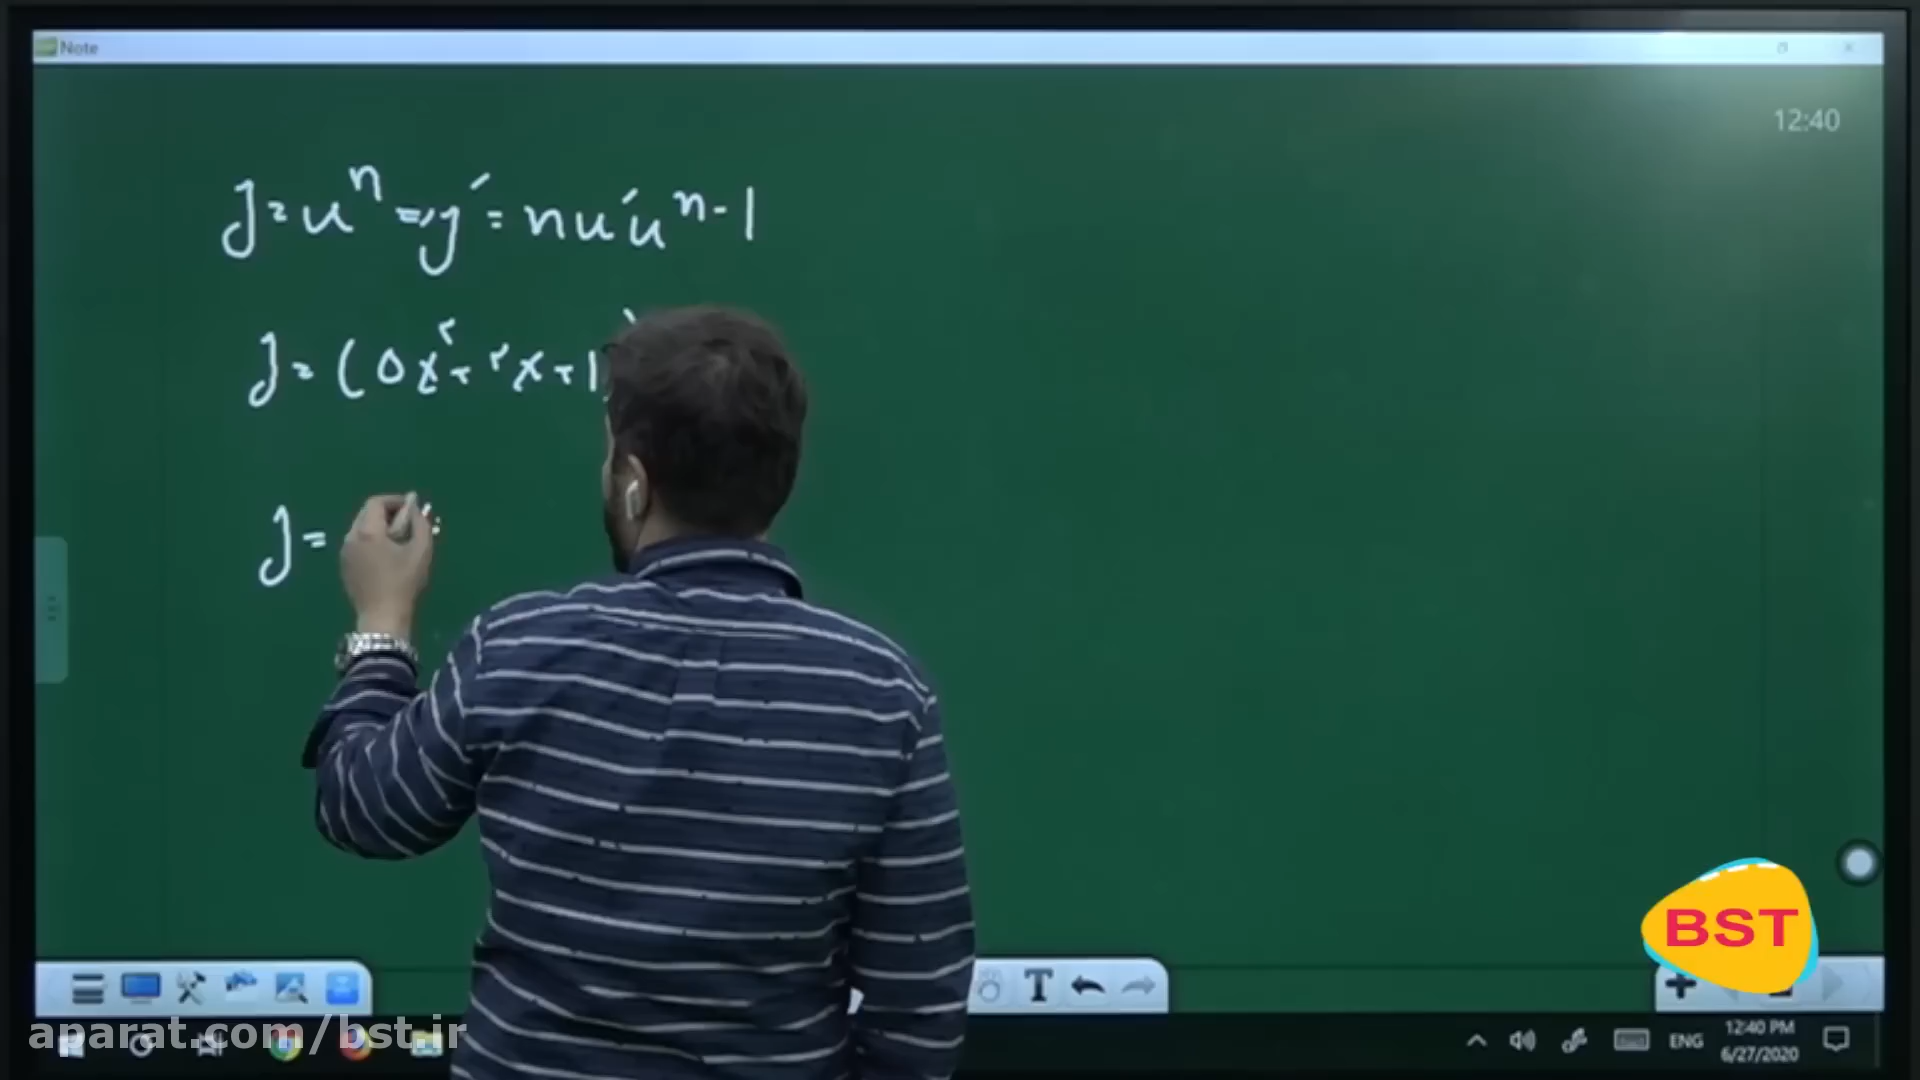 Note
12:40
y = uⁿ ⇒ y′ = nu′uⁿ⁻¹
y = (۵x۲ + ۲x + 1)
y =
BST
T
aparat.com/bst.ir
ENG
12:40 PM
6/27/2020